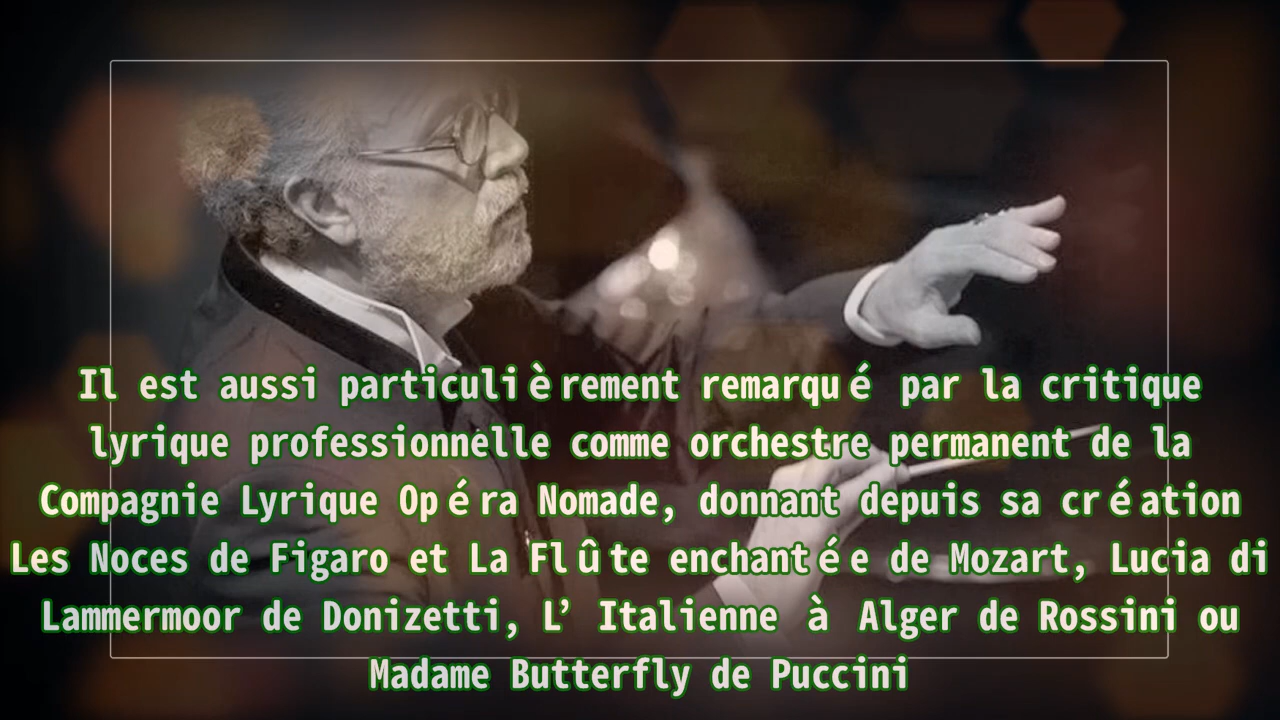 Il est aussi particulièrement remarqué par la critique
lyrique professionnelle comme orchestre permanent de la
Compagnie Lyrique Opéra Nomade, donnant depuis sa création
Les Noces de Figaro et La Flûte enchantée de Mozart, Lucia di
Lammermoor de Donizetti, L’ Italienne à Alger de Rossini ou
Madame Butterfly de Puccini